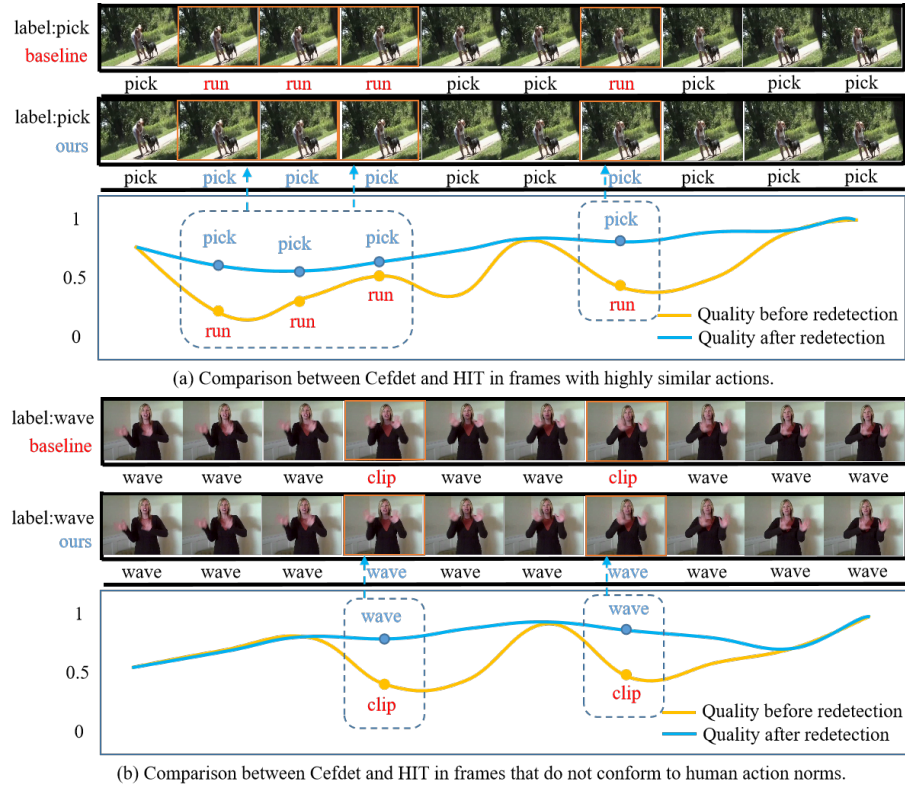 label:pick
baseline
pick run run run pick pick run pick pick pick
label:pick
ours
pick pick pick pick pick pick pick pick pick pick
1
0.5
0
pick pick pick pick
run run run run
Quality before redetection
Quality after redetection
(a) Comparison between Cefdet and HIT in frames with highly similar actions.
label:wave
baseline
wave wave wave clip wave wave clip wave wave wave
label:wave
ours
wave wave wave wave wave wave wave wave wave wave
1
0.5
0
wave wave
clip clip
Quality before redetection
Quality after redetection
(b) Comparison between Cefdet and HIT in frames that do not conform to human action norms.